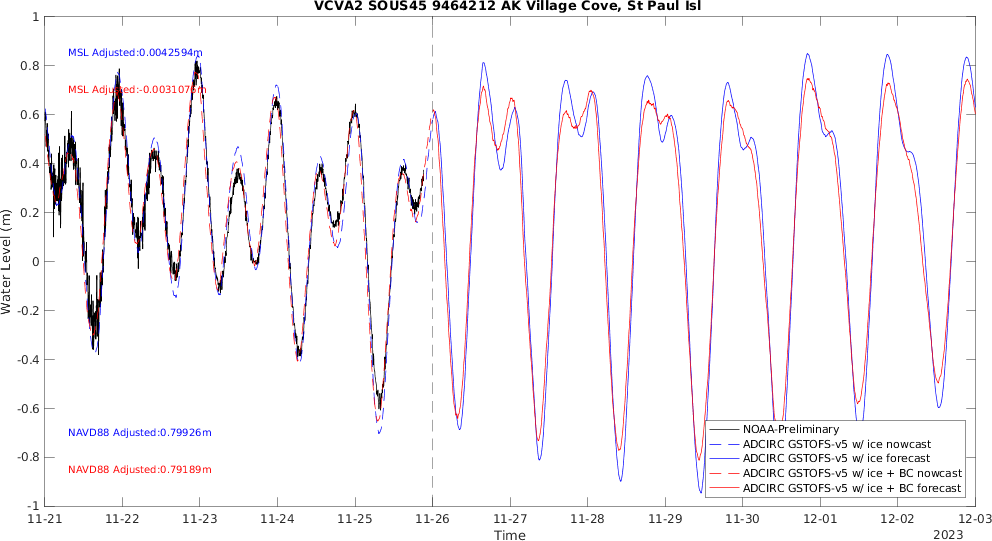 VCVA2 SOUS45 9464212 AK Village Cove, St Paul Isl
MSL Adjusted:0.0042594m
MSL Adjusted:-0.0031076m
NAVD88 Adjusted:0.79926m
NAVD88 Adjusted:0.79189m
Water Level (m)
1
0.8
0.6
0.4
0.2
0
-0.2
-0.4
-0.6
-0.8
-1
NOAA-Preliminary
ADCIRC GSTOFS-v5 w/ ice nowcast
ADCIRC GSTOFS-v5 w/ ice forecast
ADCIRC GSTOFS-v5 w/ ice + BC nowcast
ADCIRC GSTOFS-v5 w/ ice + BC forecast
11-21 11-22 11-23 11-24 11-25 11-26 11-27 11-28 11-29 11-30 12-01 12-02 12-03
Time
2023